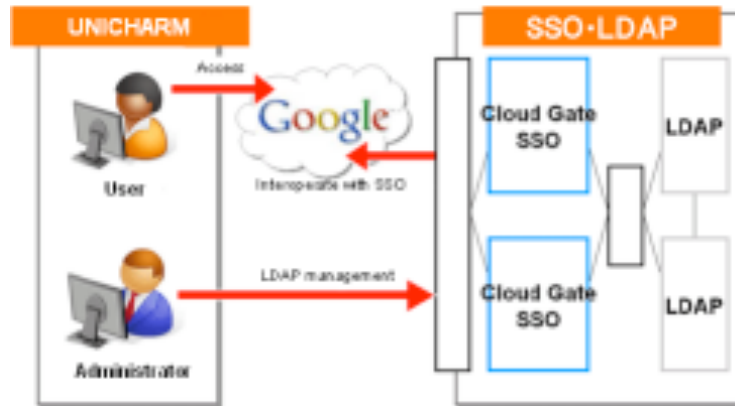 UNICHARM
SSO・LDAP
Access
Google
Cloud Gate
SSO
LDAP
User
Interoperate with SSO
LDAP management
Cloud Gate
SSO
LDAP
Administrator